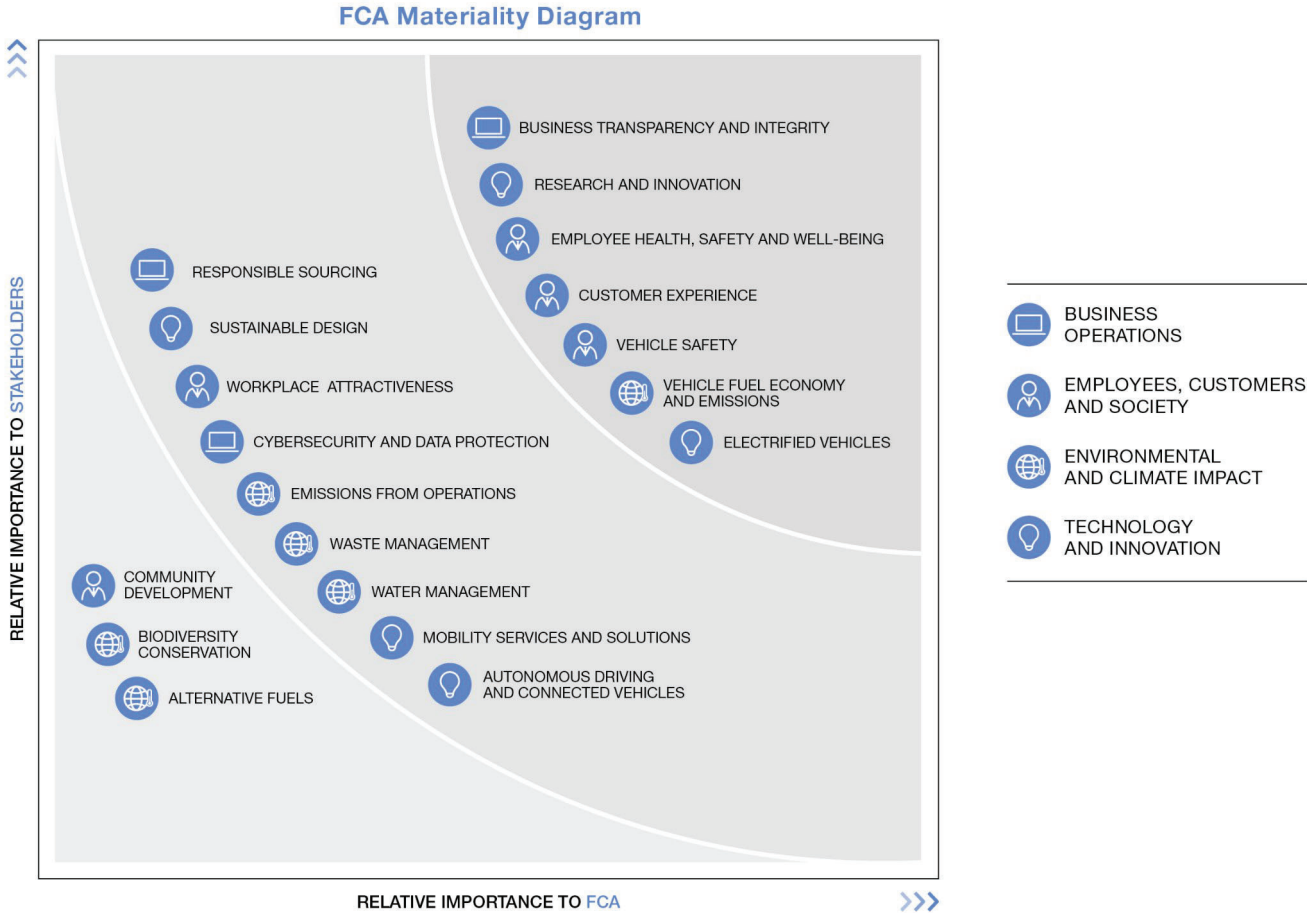 FCA Materiality Diagram
RELATIVE IMPORTANCE TO STAKEHOLDERS
BUSINESS TRANSPARENCY AND INTEGRITY
RESEARCH AND INNOVATION
EMPLOYEE HEALTH, SAFETY AND WELL-BEING
CUSTOMER EXPERIENCE
VEHICLE SAFETY
VEHICLE FUEL ECONOMY
AND EMISSIONS
ELECTRIFIED VEHICLES
RESPONSIBLE SOURCING
SUSTAINABLE DESIGN
WORKPLACE ATTRACTIVENESS
CYBERSECURITY AND DATA PROTECTION
EMISSIONS FROM OPERATIONS
WASTE MANAGEMENT
WATER MANAGEMENT
MOBILITY SERVICES AND SOLUTIONS
AUTONOMOUS DRIVING
AND CONNECTED VEHICLES
COMMUNITY
DEVELOPMENT
BIODIVERSITY
CONSERVATION
ALTERNATIVE FUELS
RELATIVE IMPORTANCE TO FCA
BUSINESS
OPERATIONS
EMPLOYEES, CUSTOMERS
AND SOCIETY
ENVIRONMENTAL
AND CLIMATE IMPACT
TECHNOLOGY
AND INNOVATION